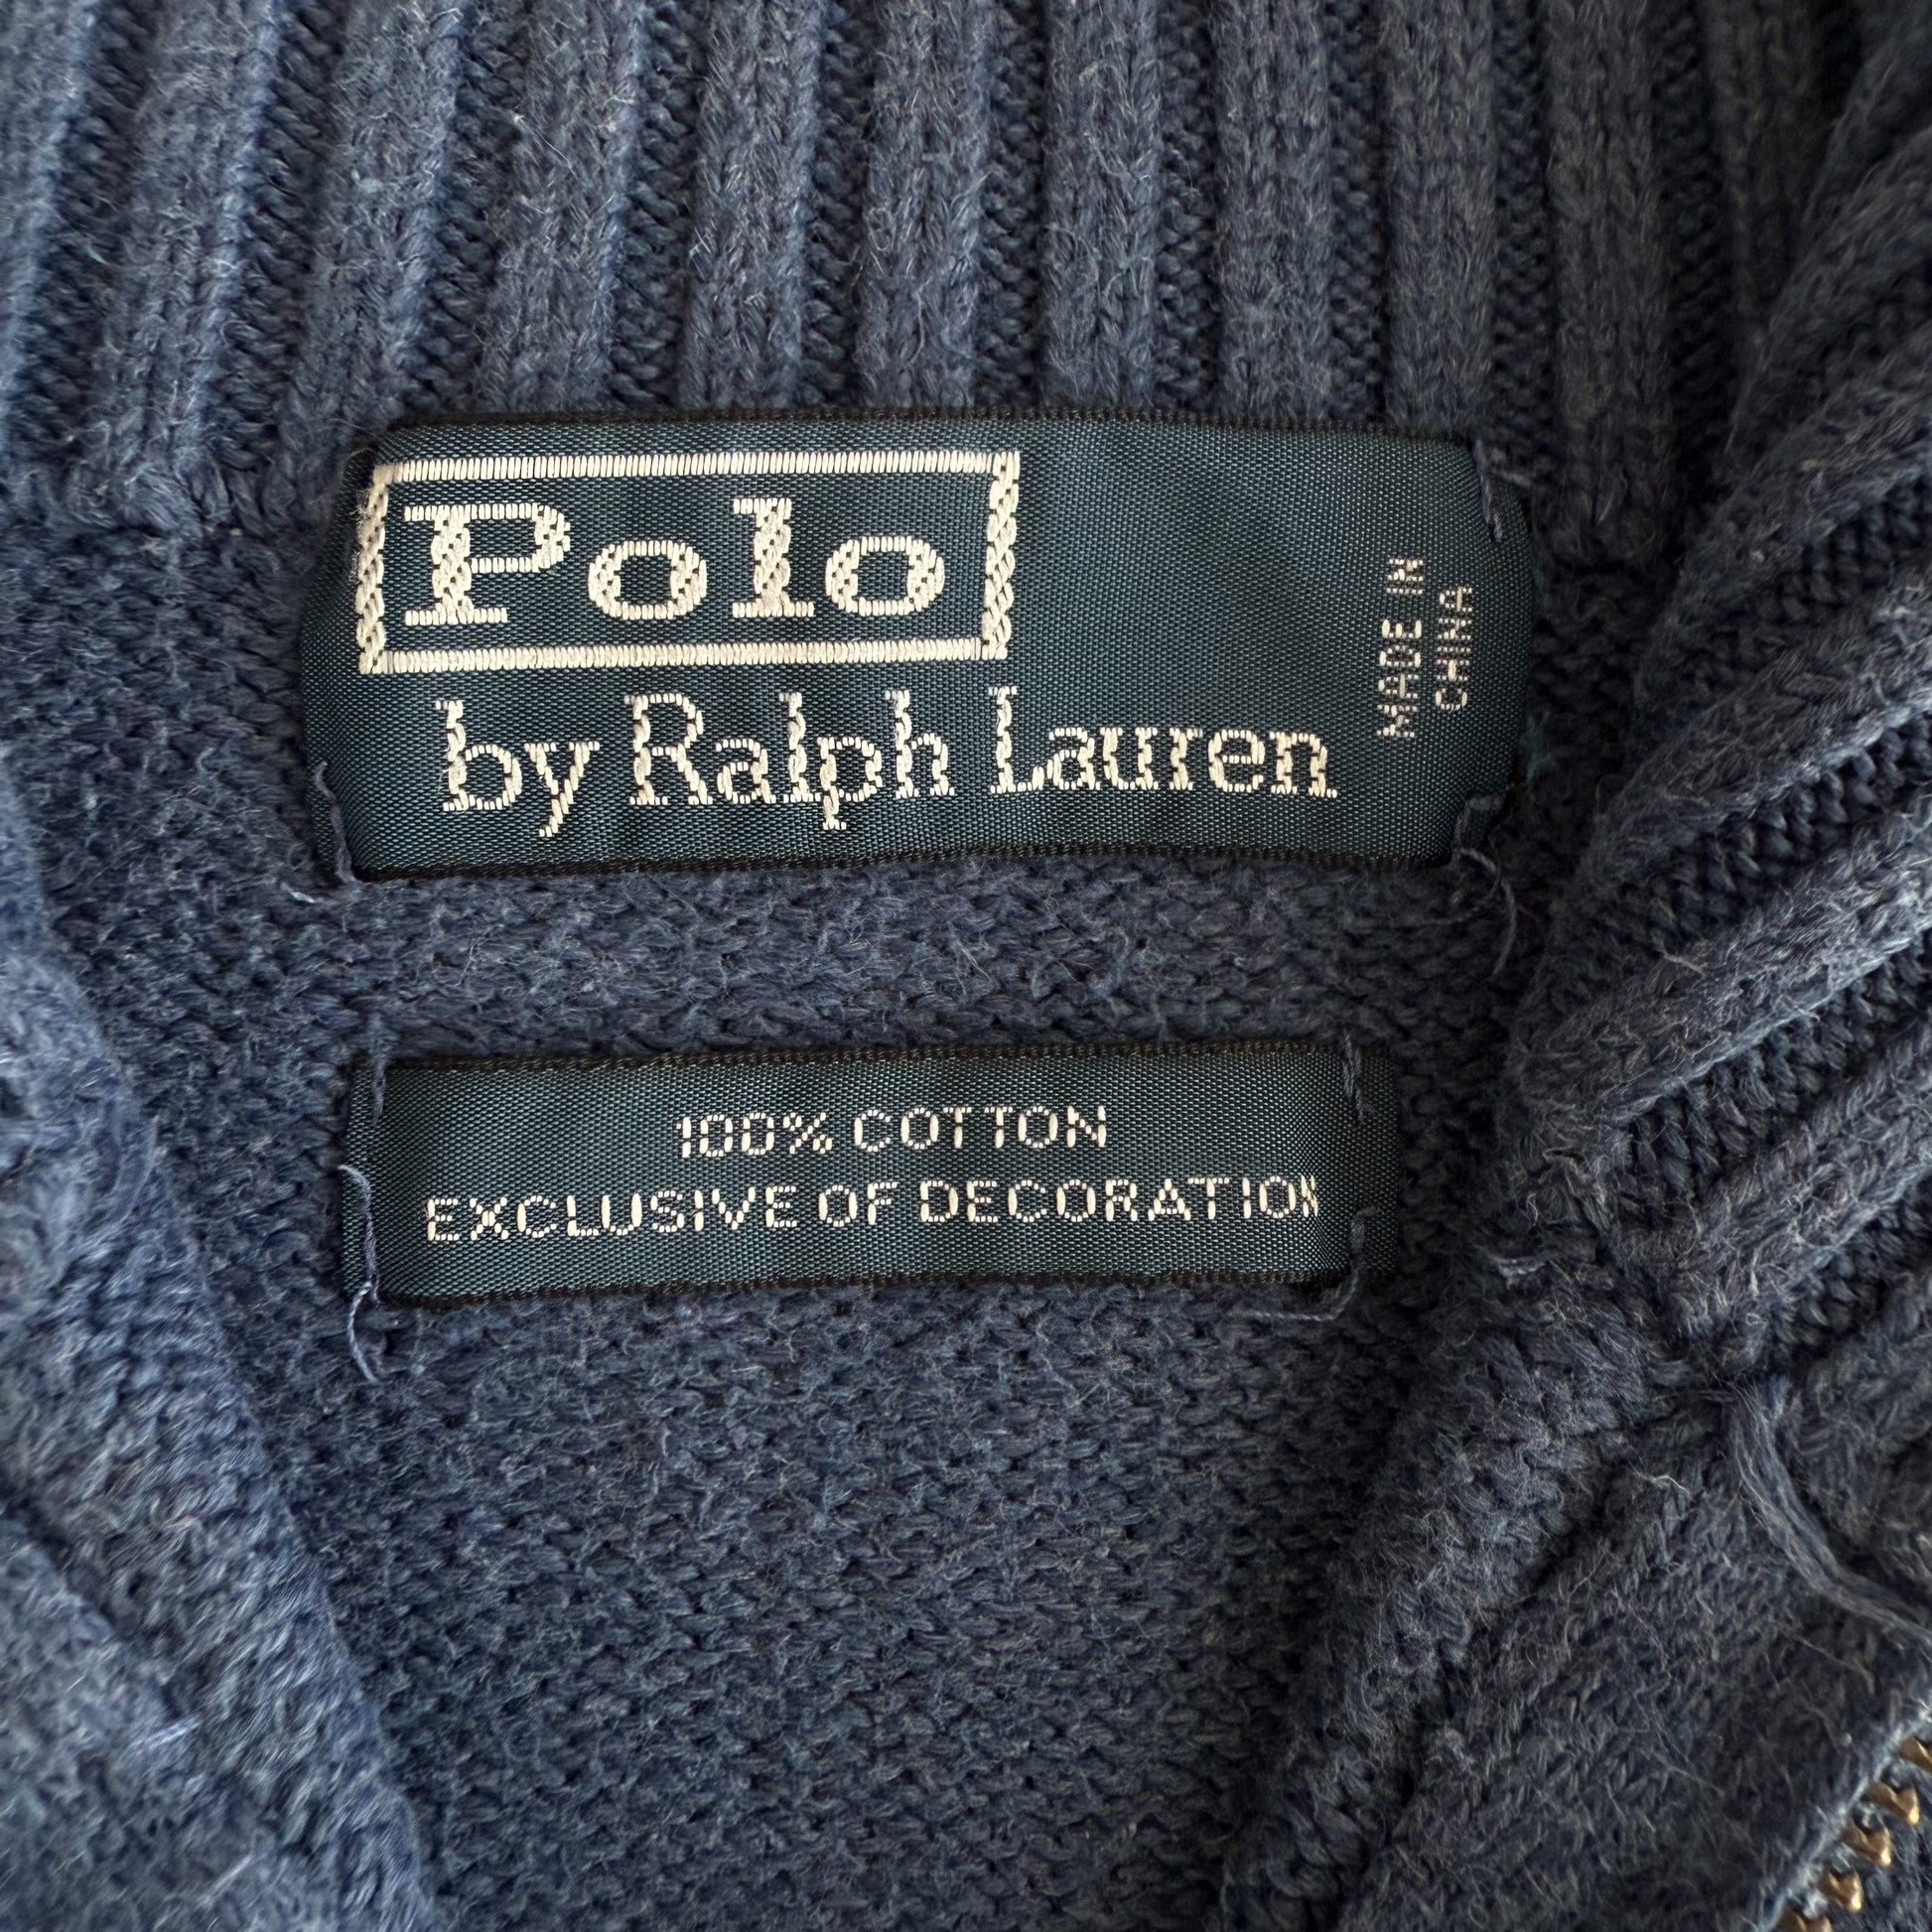 Polo
by Ralph Lauren
MADE IN
CHINA
100% COTTON
EXCLUSIVE OF DECORATION